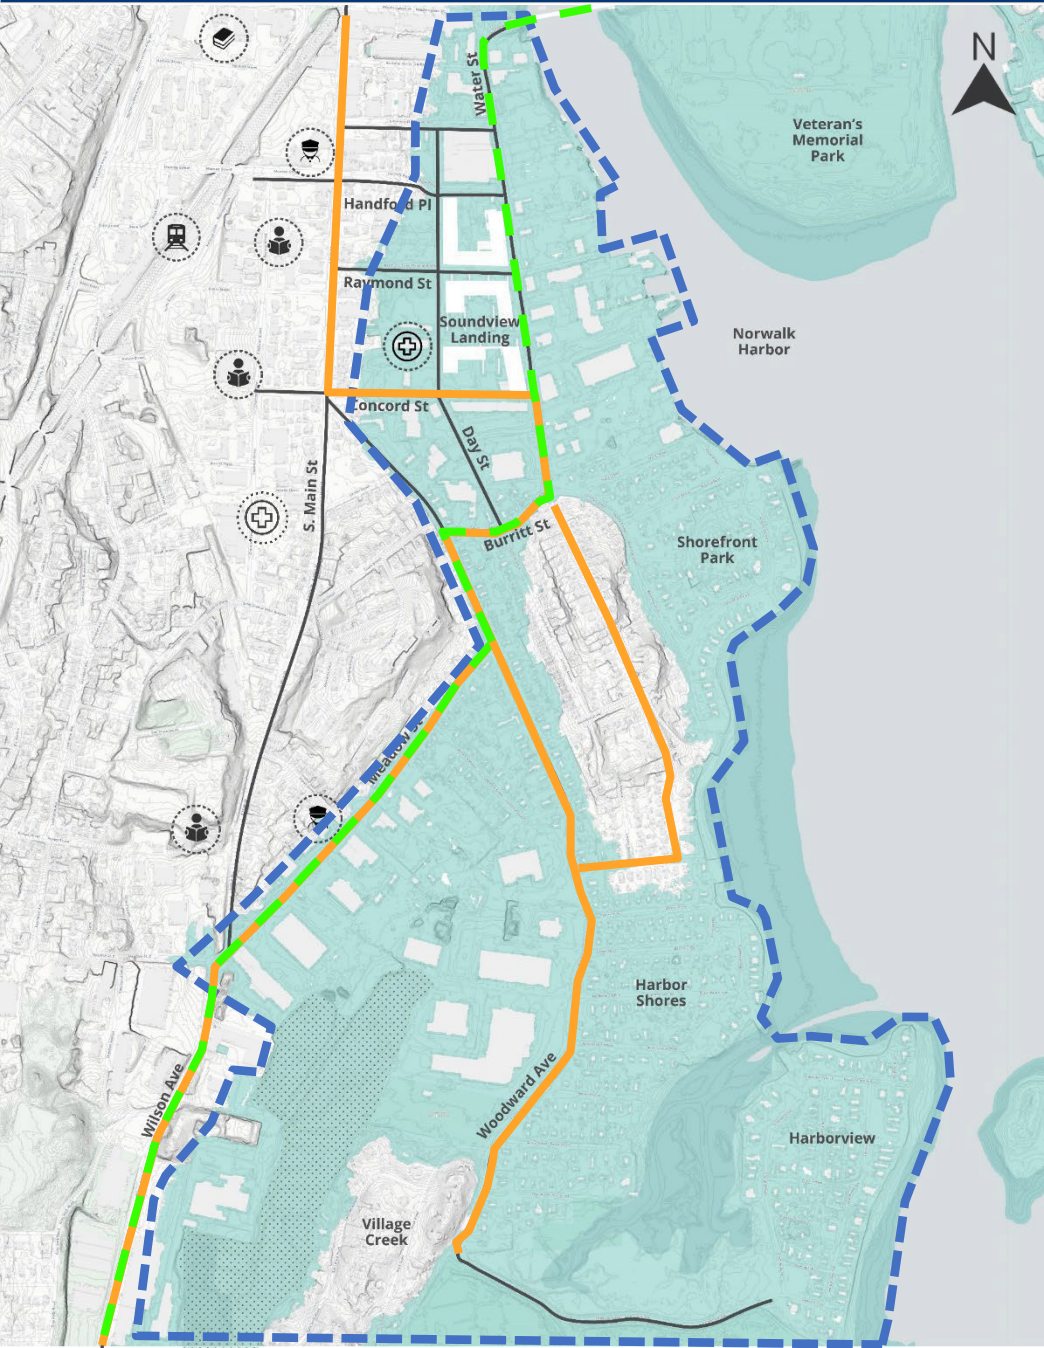 N
Water St
Veteran's
Memorial
Park
Handford Pl
Raymond St
Soundview
Landing
Norwalk
Harbor
Concord St
Day St
S. Main St
Burritt St
Shorefront
Park
Meadow St
Harbor
Shores
Woodward Ave
Wilson Ave
Harborview
Village
Creek